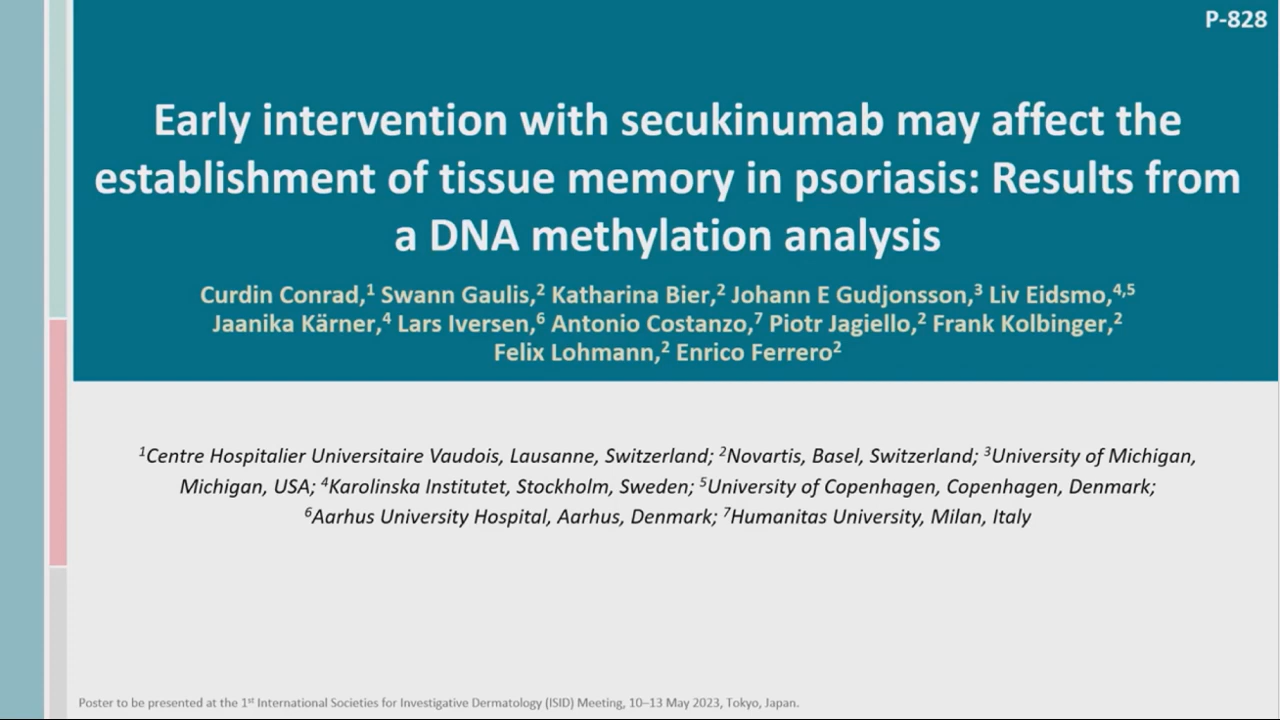 P-828
Early intervention with secukinumab may affect the
establishment of tissue memory in psoriasis: Results from
a DNA methylation analysis
Curdin Conrad,¹ Swann Gaulis,² Katharina Bier,² Johann E Gudjonsson,³ Liv Eidsmo,⁴,⁵
Jaanika Kärner,⁴ Lars Iversen,⁶ Antonio Costanzo,⁷ Piotr Jagiello,² Frank Kolbinger,²
Felix Lohmann,² Enrico Ferrero²
¹Centre Hospitalier Universitaire Vaudois, Lausanne, Switzerland; ²Novartis, Basel, Switzerland; ³University of Michigan,
Michigan, USA; ⁴Karolinska Institutet, Stockholm, Sweden; ⁵University of Copenhagen, Copenhagen, Denmark;
⁶Aarhus University Hospital, Aarhus, Denmark; ⁷Humanitas University, Milan, Italy
Poster to be presented at the 1st International Societies for Investigative Dermatology (ISID) Meeting, 10–13 May 2023, Tokyo, Japan.